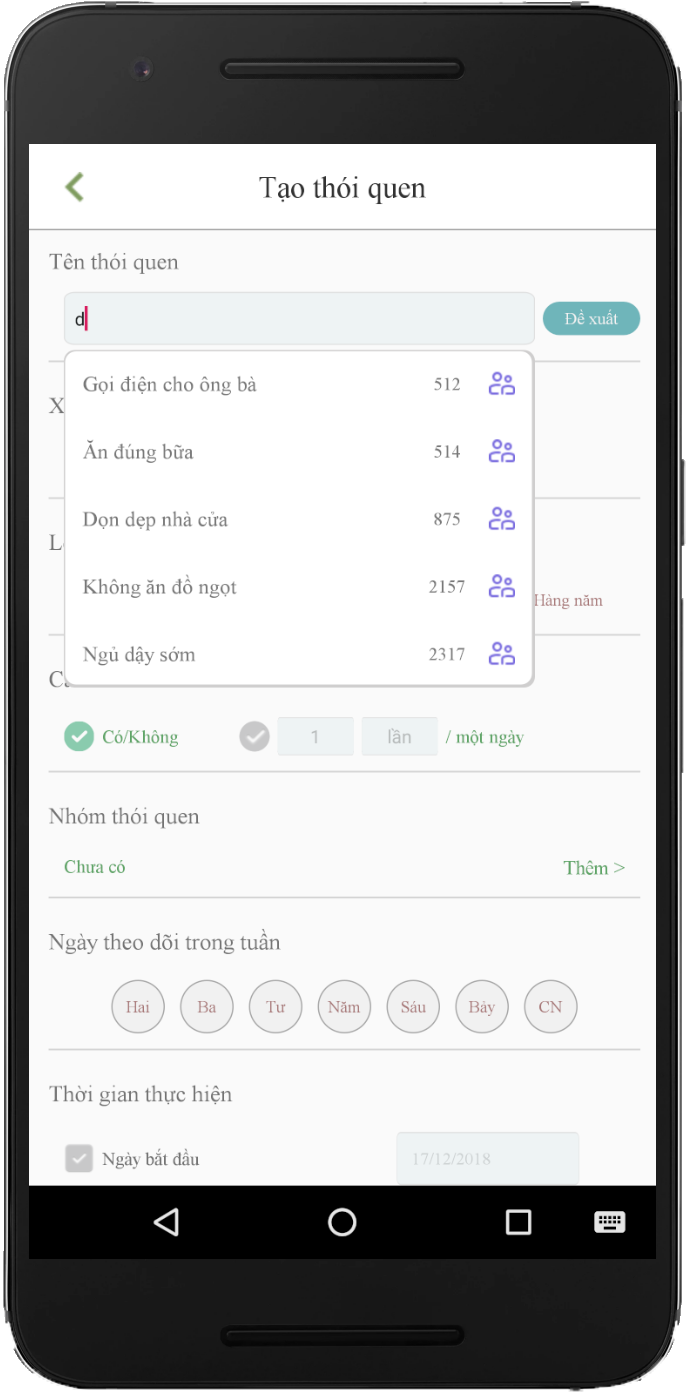 Tạo thói quen
Tên thói quen
d
Đề xuất
Gọi điện cho ông bà 512
Ăn đúng bữa 514
Dọn dẹp nhà cửa 875
Không ăn đồ ngọt 2157
Ngủ dậy sớm 2317
X
L
Hàng năm
C
Có/Không 1 lần / một ngày
Nhóm thói quen
Chưa có Thêm >
Ngày theo dõi trong tuần
Hai Ba Tư Năm Sáu Bảy CN
Thời gian thực hiện
Ngày bắt đầu 17/12/2018